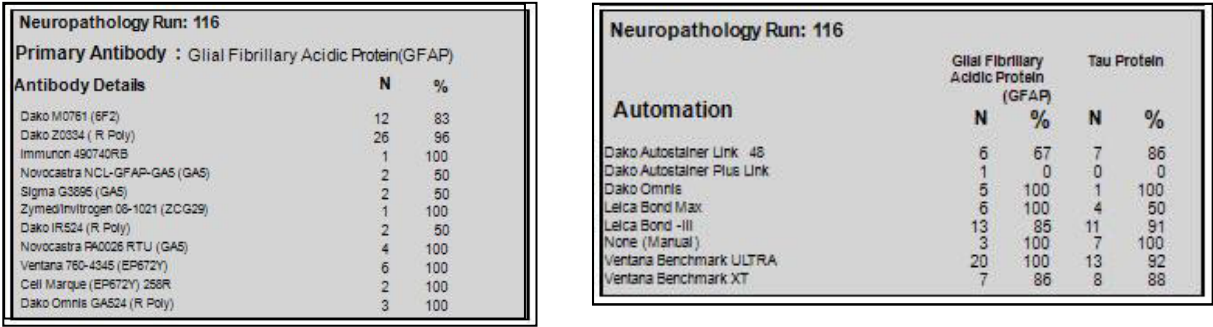 Neuropathology Run: 116
Primary Antibody : Glial Fibrillary Acidic Protein(GFAP)
Antibody Details N %
Dako M0761 (6F2) 12 83
Dako Z0334 ( R Poly) 26 96
Immunon 490740RB 1 100
Novocastra NCL-GFAP-GA5 (GA5) 2 50
Sigma G3895 (GA5) 2 50
Zymed/Invitrogen 08-1021 (ZCG29) 1 100
Dako IR524 (R Poly) 2 50
Novocastra PA0026 RTU (GA5) 4 100
Ventana 760-4345 (EP672Y) 6 100
Cell Marque (EP672Y) 258R 2 100
Dako Omnis GA524 (R Poly) 3 100
Neuropathology Run: 116
Glial Fibrillary Tau Protein
Acidic Protein
(GFAP)
Automation N % N %
Dako Autostainer Link 48 6 67 7 86
Dako Autostainer Plus Link 1 0 0 0
Dako Omnis 5 100 1 100
Leica Bond Max 6 100 4 50
Leica Bond -III 13 85 11 91
None (Manual) 3 100 7 100
Ventana Benchmark ULTRA 20 100 13 92
Ventana Benchmark XT 7 86 8 88